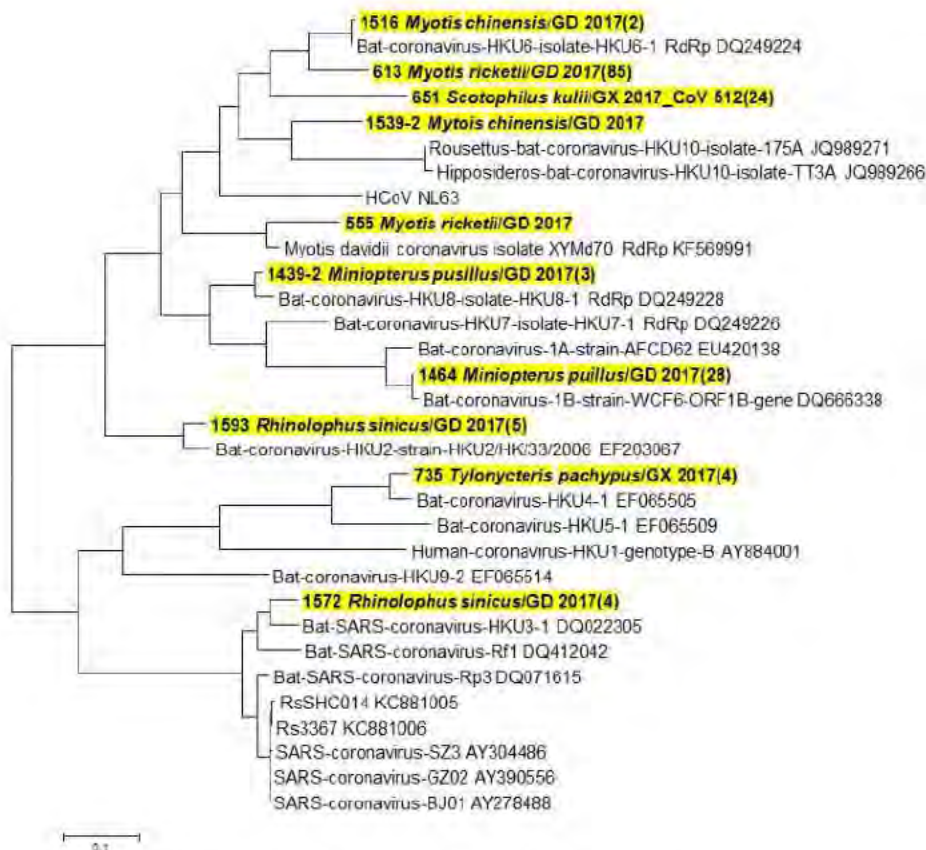 1516 Myotis chinensis/GD 2017(2)
Bat-coronavirus-HKU6-isolate-HKU6-1 RdRp DQ249224
613 Myotis ricketii/GD 2017(85)
651 Scotophilus kulii/GX 2017_CoV 512(24)
1539-2 Mytois chinensis/GD 2017
Rousettus-bat-coronavirus-HKU10-isolate-175A JQ989271
Hipposideros-bat-coronavirus-HKU10-isolate-TT3A JQ989266
HCoV NL63
555 Myotis ricketii/GD 2017
Myotis davidii coronavirus isolate XYMd70 RdRp KF569991
1439-2 Miniopterus pusillus/GD 2017(3)
Bat-coronavirus-HKU8-isolate-HKU8-1 RdRp DQ249228
Bat-coronavirus-HKU7-isolate-HKU7-1 RdRp DQ249226
Bat-coronavirus-1A-strain-AFCD62 EU420138
1464 Miniopterus puillus/GD 2017(28)
Bat-coronavirus-1B-strain-WCF6-ORF1B-gene DQ666338
1593 Rhinolophus sinicus/GD 2017(5)
Bat-coronavirus-HKU2-strain-HKU2/HK/33/2006 EF203067
735 Tylonycteris pachypus/GX 2017(4)
Bat-coronavirus-HKU4-1 EF065505
Bat-coronavirus-HKU5-1 EF065509
Human-coronavirus-HKU1-genotype-B AY884001
Bat-coronavirus-HKU9-2 EF065514
1572 Rhinolophus sinicus/GD 2017(4)
Bat-SARS-coronavirus-HKU3-1 DQ022305
Bat-SARS-coronavirus-Rf1 DQ412042
Bat-SARS-coronavirus-Rp3 DQ071615
RsSHC014 KC881005
Rs3367 KC881006
SARS-coronavirus-SZ3 AY304486
SARS-coronavirus-GZ02 AY390556
SARS-coronavirus-BJ01 AY278488